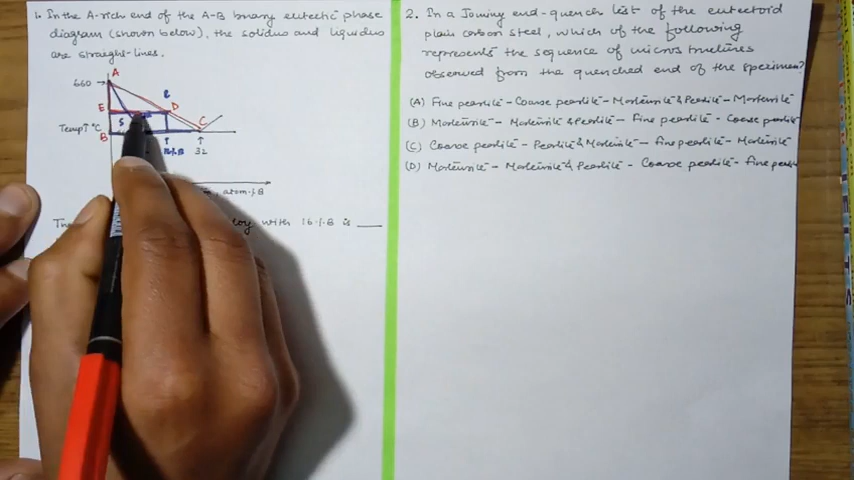 1. In the A-rich end of the A-B binary eutectic phase
diagram (shown below), the solidus and liquidus
are straight-lines.
A
660
E
D
S
C
Temp °C
B
32
, atom % B
with 16 % B is ____
2. In a Jominy end-quench test of the eutectoid
plain carbon steel, which of the following
represents the sequence of microstructures
observed from the quenched end of the specimen?
(A) Fine pearlite - Coarse pearlite - Martensite & Pearlite - Martensite
(B) Martensite - Martensite & Pearlite - Fine pearlite - Coarse pearlite
(C) Coarse pearlite - Pearlite & Martensite - fine pearlite - Martensite
(D) Martensite - Martensite & Pearlite - Coarse pearlite - fine